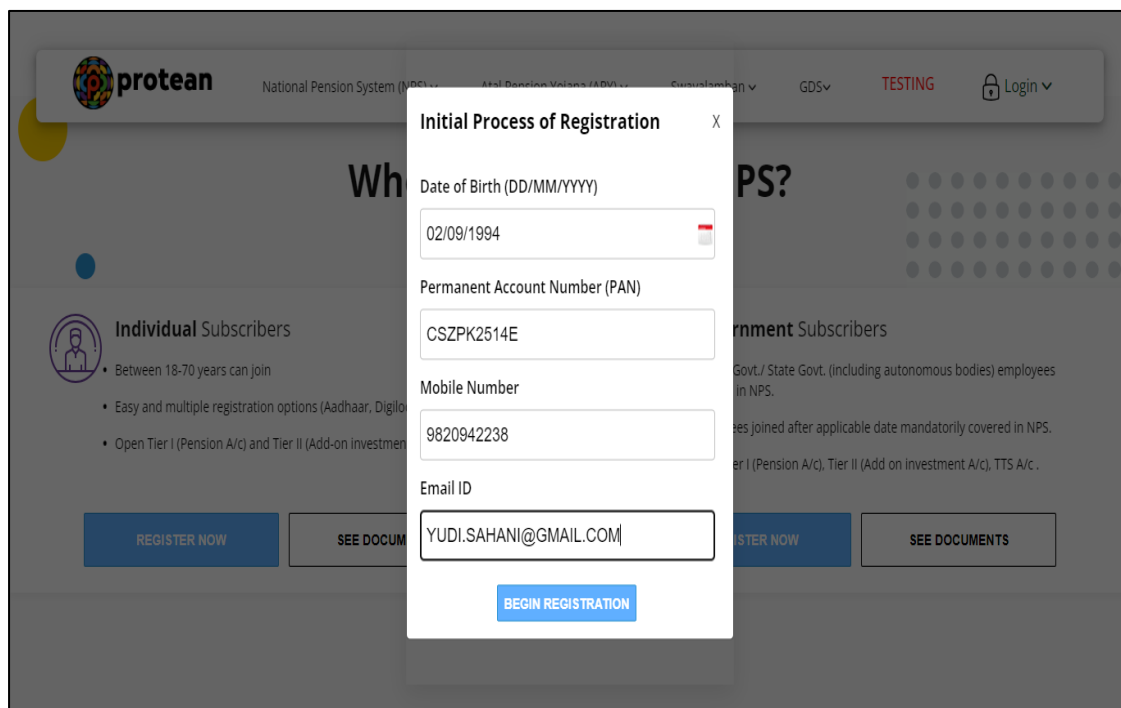 protean
National Pension System (NPS)
Atal Pension Yojana (APY)
Swavalamban
GDS
TESTING
Login
Initial Process of Registration X
Wh PS?
Date of Birth (DD/MM/YYYY)
02/09/1994
Permanent Account Number (PAN)
CSZPK2514E
Mobile Number
9820942238
Email ID
YUDI.SAHANI@GMAIL.COM
BEGIN REGISTRATION
Individual Subscribers
• Between 18-70 years can join
• Easy and multiple registration options (Aadhaar, Digilo
• Open Tier I (Pension A/c) and Tier II (Add-on investmen
REGISTER NOW
SEE DOCUM
rnment Subscribers
Govt./ State Govt. (including autonomous bodies) employees
in NPS.
ees joined after applicable date mandatorily covered in NPS.
er I (Pension A/c), Tier II (Add on investment A/c), TTS A/c .
ISTER NOW
SEE DOCUMENTS